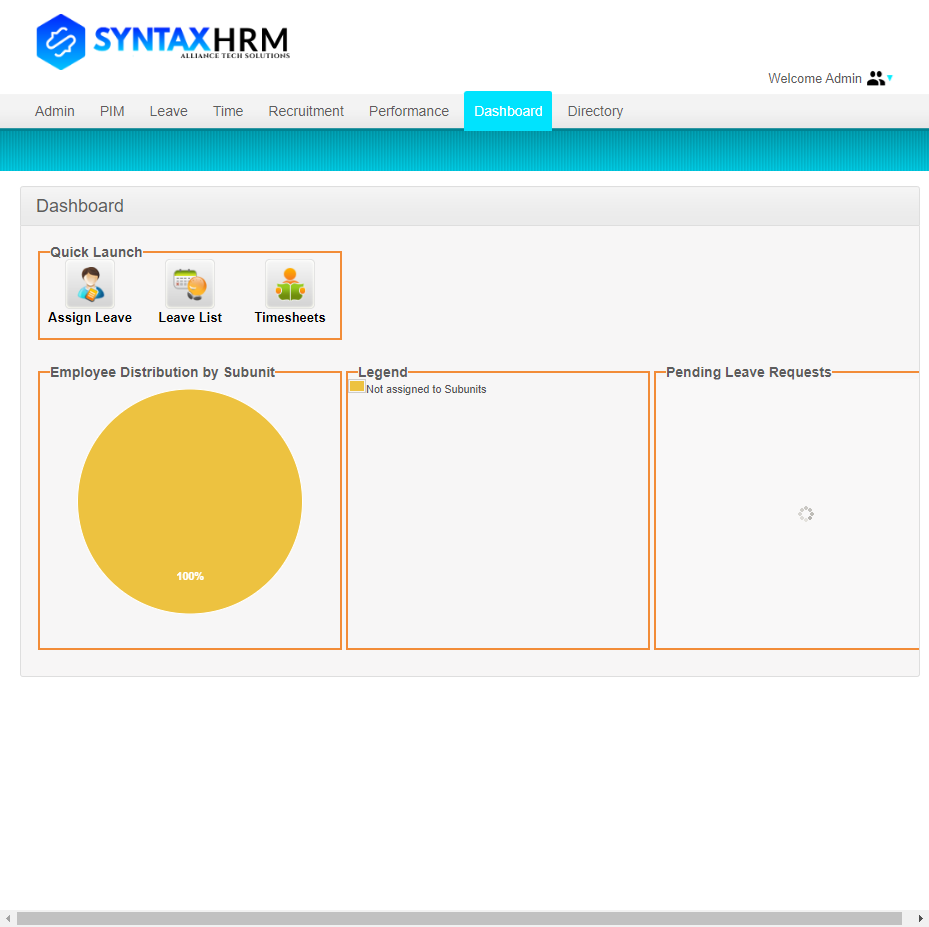 SYNTAXHRM
ALLIANCE TECH SOLUTIONS
Welcome Admin
Admin PIM Leave Time Recruitment Performance Dashboard Directory
Dashboard
Quick Launch
Assign Leave Leave List Timesheets
Employee Distribution by Subunit Legend Pending Leave Requests
Not assigned to Subunits
100%